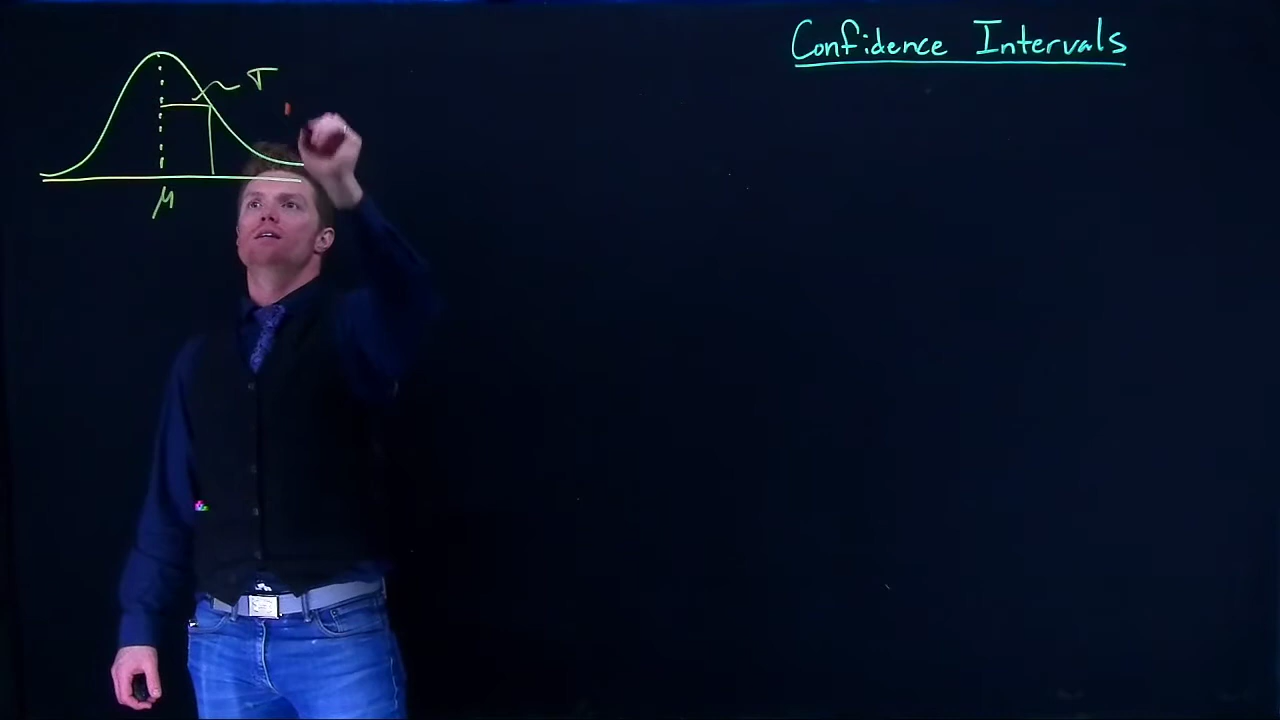 Confidence Intervals
σ
μ